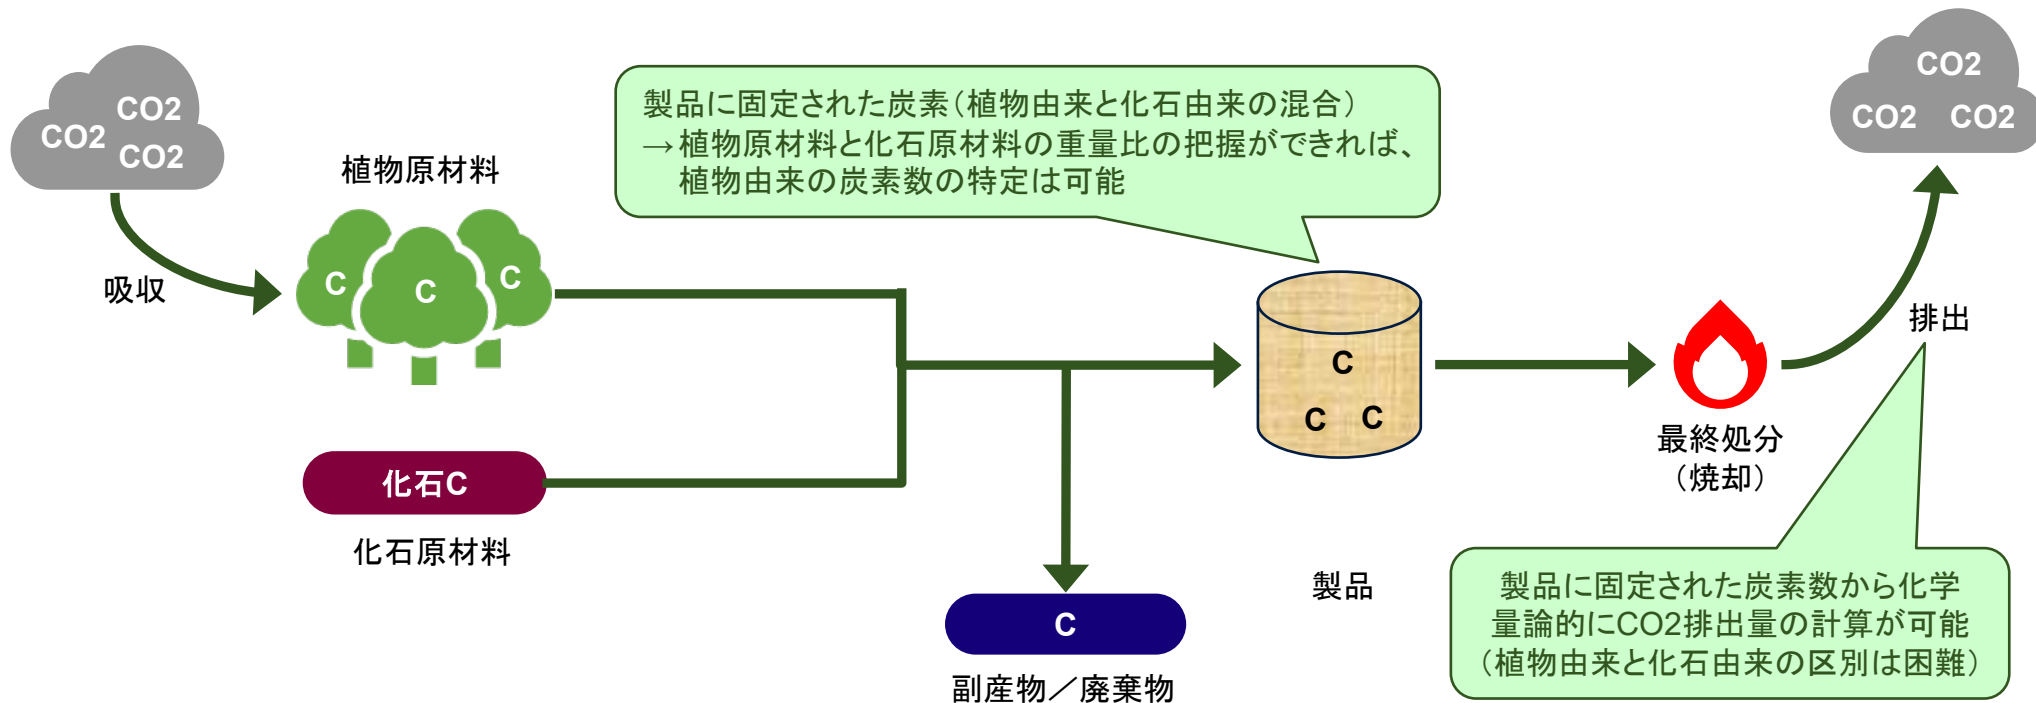 CO2
CO2
CO2
吸収
植物原材料
C
C
C
化石C
化石原材料
製品に固定された炭素（植物由来と化石由来の混合）
→植物原材料と化石原材料の重量比の把握ができれば、
植物由来の炭素数の特定は可能
C
副産物／廃棄物
C
C
C
製品
最終処分
（焼却）
排出
CO2
CO2
CO2
製品に固定された炭素数から化学
量論的にCO2排出量の計算が可能
（植物由来と化石由来の区別は困難）